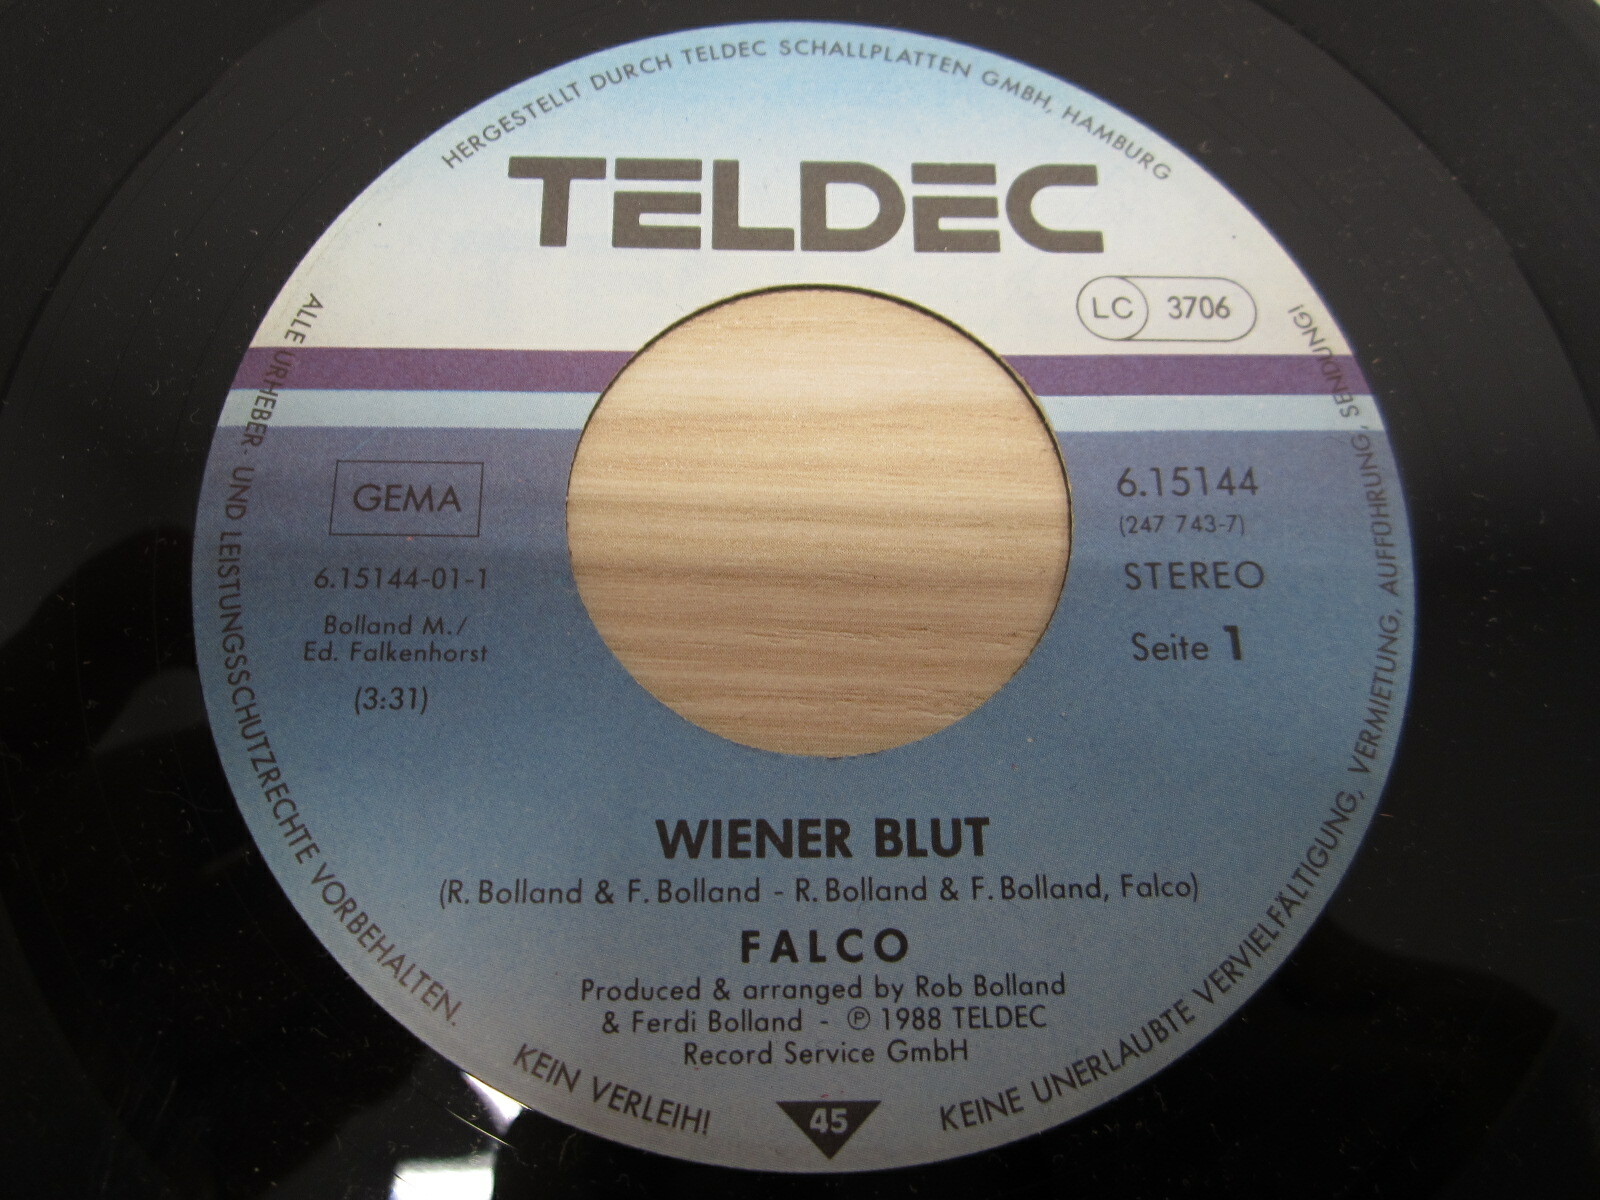 HERGESTELLT DURCH TELDEC SCHALLPLATTEN GMBH, HAMBURG
TELDEC
LC 3706
GEMA
6.15144-01-1
Bolland M./
Ed. Falkenhorst
(3:31)
6.15144
(247 743-7)
STEREO
Seite 1
WIENER BLUT
(R. Bolland & F. Bolland - R. Bolland & F. Bolland, Falco)
FALCO
Produced & arranged by Rob Bolland
& Ferdi Bolland - ℗ 1988 TELDEC
Record Service GmbH
45
ALLE URHEBER- UND LEISTUNGSSCHUTZRECHTE VORBEHALTEN.
KEIN VERLEIH!
KEINE UNERLAUBTE VERVIELFÄLTIGUNG, VERMIETUNG, AUFFÜHRUNG, SENDUNG!